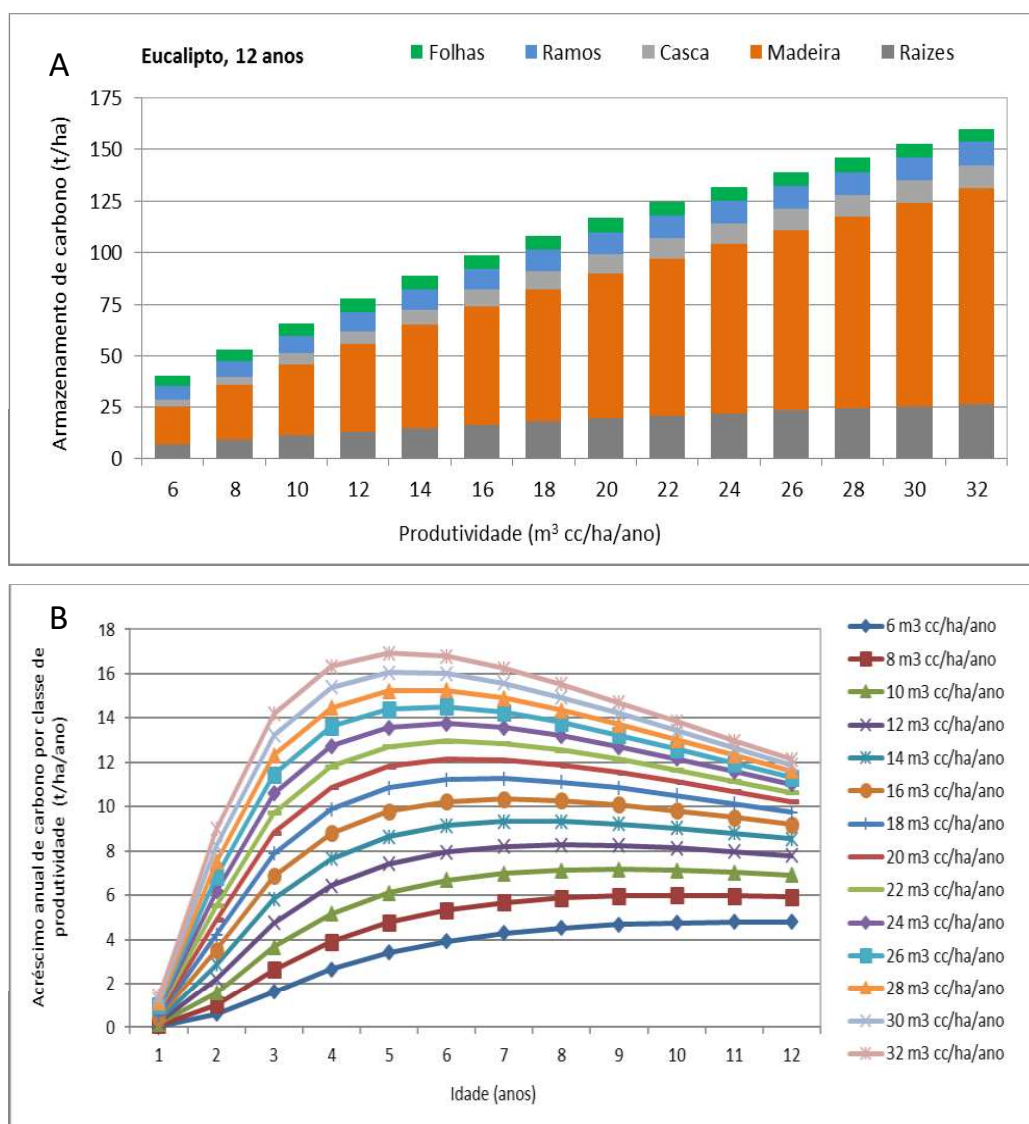 A
Eucalipto, 12 anos
Folhas
Ramos
Casca
Madeira
Raizes
Armazenamento de carbono (t/ha)
175
150
125
100
75
50
25
0
6 8 10 12 14 16 18 20 22 24 26 28 30 32
Produtividade (m³ cc/ha/ano)
B
Acréscimo anual de carbono por classe de
produtividade (t/ha/ano)
18
16
14
12
10
8
6
4
2
0
1 2 3 4 5 6 7 8 9 10 11 12
Idade (anos)
6 m3 cc/ha/ano
8 m3 cc/ha/ano
10 m3 cc/ha/ano
12 m3 cc/ha/ano
14 m3 cc/ha/ano
16 m3 cc/ha/ano
18 m3 cc/ha/ano
20 m3 cc/ha/ano
22 m3 cc/ha/ano
24 m3 cc/ha/ano
26 m3 cc/ha/ano
28 m3 cc/ha/ano
30 m3 cc/ha/ano
32 m3 cc/ha/ano